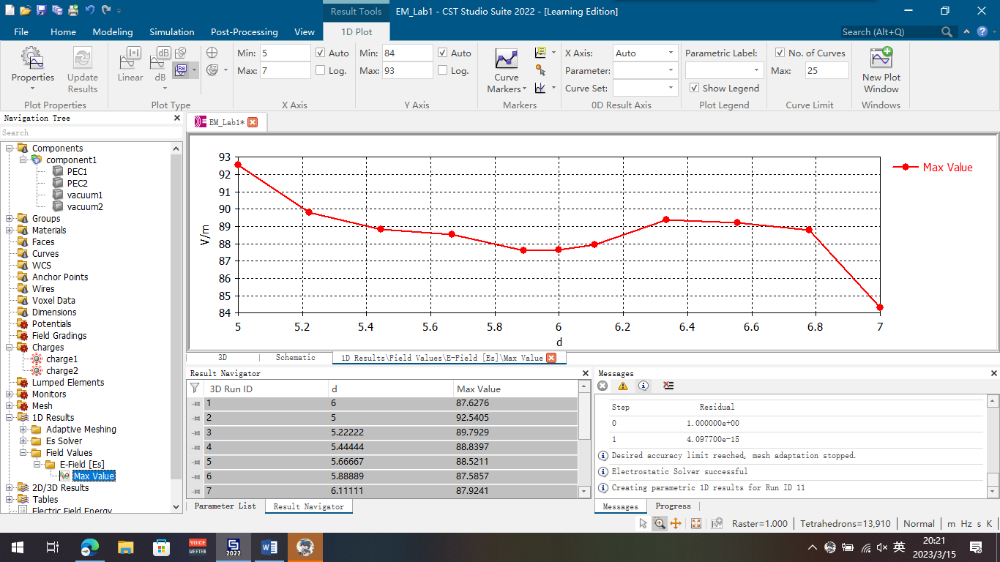 Result Tools
EM_Lab1 - CST Studio Suite 2022 - [Learning Edition]
File Home Modeling Simulation Post-Processing View 1D Plot
Search (Alt+Q)
Properties
Update Results
Plot Properties
Linear
dB
Plot Type
Min: 5 Auto
Max: 7 Log.
X Axis
Min: 84 Auto
Max: 93 Log.
Y Axis
Curve Markers
Markers
X Axis: Auto
Parameter:
Curve Set:
0D Result Axis
Parametric Label:
Show Legend
Plot Legend
No. of Curves
Max: 25
Curve Limit
New Plot Window
Windows
Navigation Tree
Search
Components
component1
PEC1
PEC2
vacuum1
vacuum2
Groups
Materials
Faces
Curves
WCS
Anchor Points
Wires
Voxel Data
Dimensions
Potentials
Field Gradings
Charges
charge1
charge2
Lumped Elements
Monitors
Mesh
1D Results
Adaptive Meshing
Es Solver
Field Values
E-Field [Es]
Max Value
2D/3D Results
Tables
Electric Field Energy
EM_Lab1*
93
92
91
90
89
88
87
86
85
84
V/m
5 5.2 5.4 5.6 5.8 6 6.2 6.4 6.6 6.8 7
d
Max Value
3D Schematic 1D Results\Field Values\E-Field [Es]\Max Value
Result Navigator
3D Run ID d Max Value
1 6 87.6276
2 5 92.5405
3 5.22222 89.7929
4 5.44444 88.8397
5 5.66667 88.5211
6 5.88889 87.5857
7 6.11111 87.9241
Parameter List Result Navigator
Messages
Step Residual
0 1.000000e+00
1 4.097700e-15
Desired accuracy limit reached, mesh adaptation stopped.
Electrostatic Solver successful
Creating parametric 1D results for Run ID 11
Messages Progress
Raster=1.000 Tetrahedrons=13,910 Normal m Hz s K
VOICE
MEETER
2022
英
20:21
2023/3/15